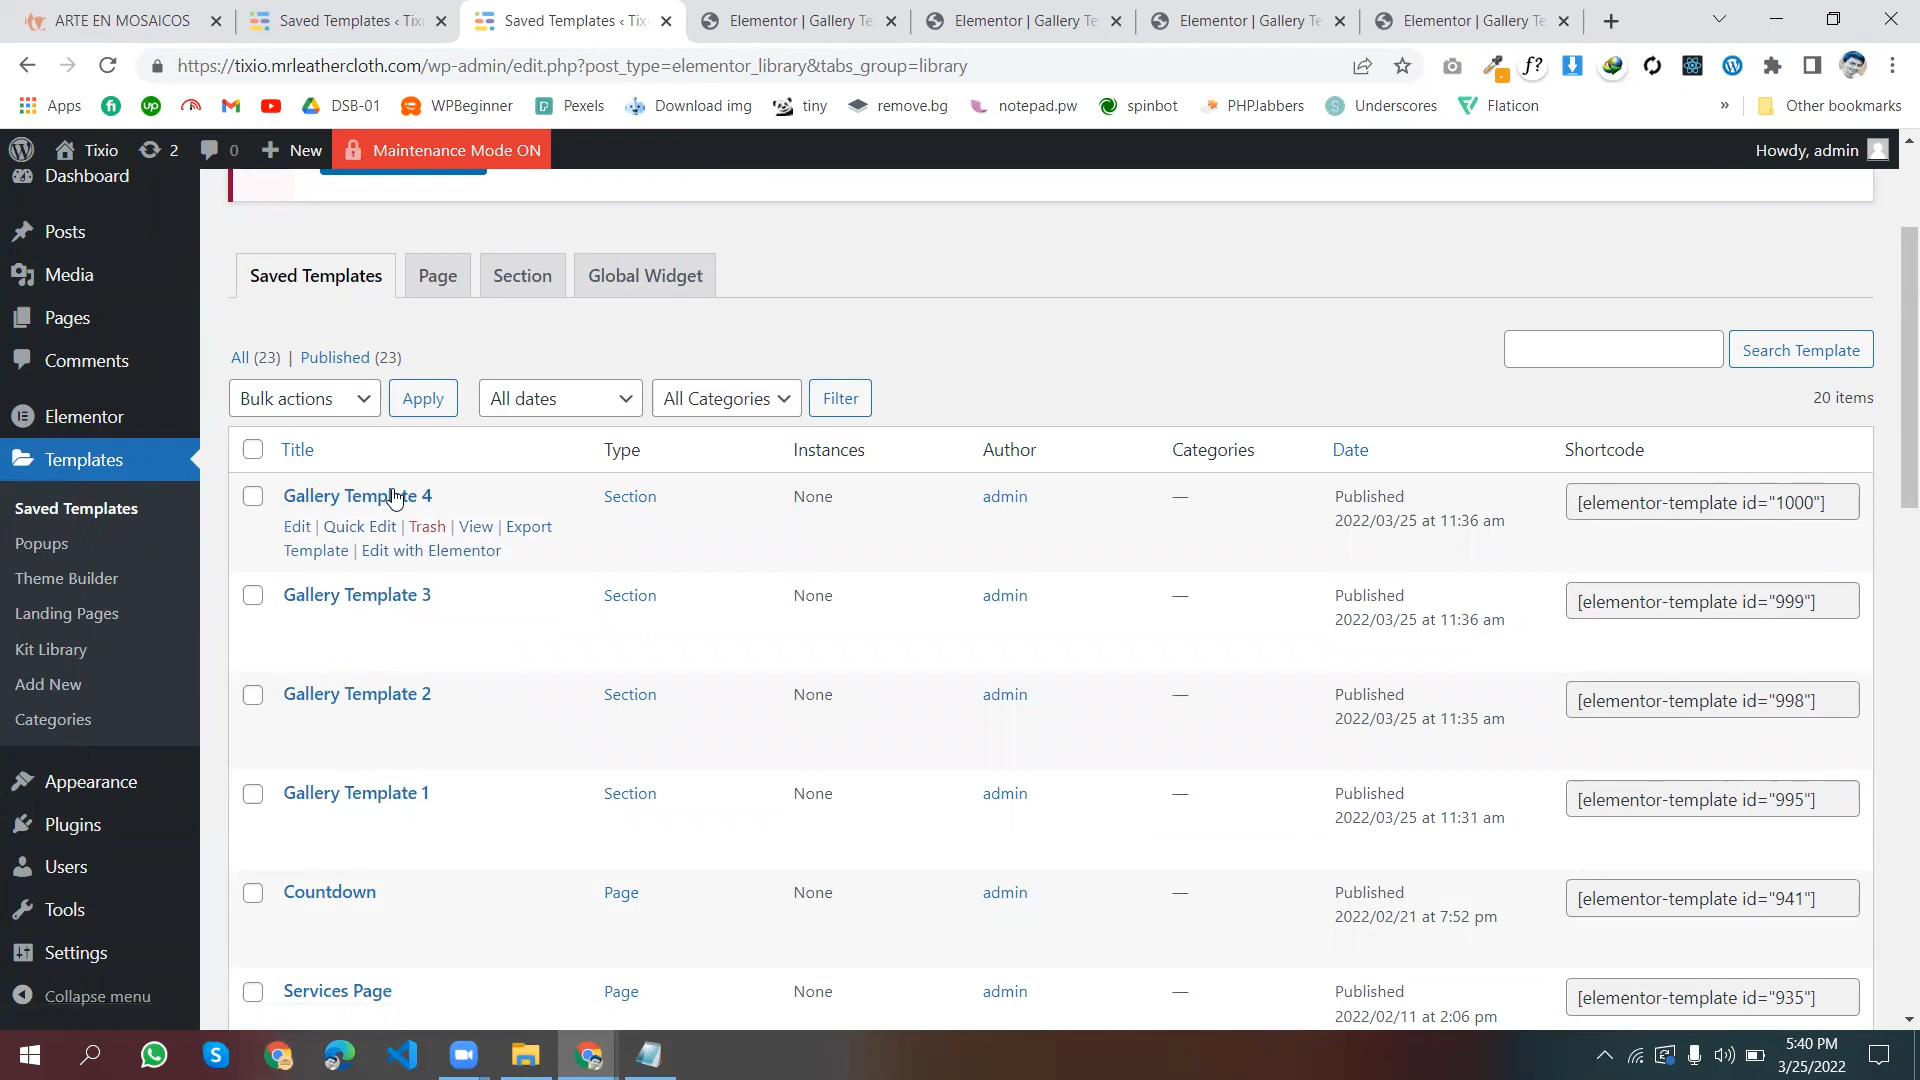 ARTE EN MOSAICOS
Saved Templates ‹ Tixi
Saved Templates ‹ Tixi
Elementor | Gallery Te
Elementor | Gallery Te
Elementor | Gallery Te
Elementor | Gallery Te
https://tixio.mrleathercloth.com/wp-admin/edit.php?post_type=elementor_library&tabs_group=library
Apps
DSB-01
WPBeginner
Pexels
Download img
tiny
remove.bg
notepad.pw
spinbot
PHPJabbers
Underscores
Flaticon
»
Other bookmarks
Tixio
2
0
New
Maintenance Mode ON
Howdy, admin
Dashboard
Posts
Media
Pages
Comments
Elementor
Templates
Saved Templates
Popups
Theme Builder
Landing Pages
Kit Library
Add New
Categories
Appearance
Plugins
Users
Tools
Settings
Collapse menu
Saved Templates
Page
Section
Global Widget
All (23) | Published (23)
Search Template
Bulk actions
Apply
All dates
All Categories
Filter
20 items
Title Type Instances Author Categories Date Shortcode
Gallery Template 4 Section None admin — Published [elementor-template id="1000"]
2022/03/25 at 11:36 am
Edit | Quick Edit | Trash | View | Export
Template | Edit with Elementor
Gallery Template 3 Section None admin — Published [elementor-template id="999"]
2022/03/25 at 11:36 am
Gallery Template 2 Section None admin — Published [elementor-template id="998"]
2022/03/25 at 11:35 am
Gallery Template 1 Section None admin — Published [elementor-template id="995"]
2022/03/25 at 11:31 am
Countdown Page None admin — Published [elementor-template id="941"]
2022/02/21 at 7:52 pm
Services Page Page None admin — Published [elementor-template id="935"]
2022/02/11 at 2:06 pm
5:40 PM
3/25/2022